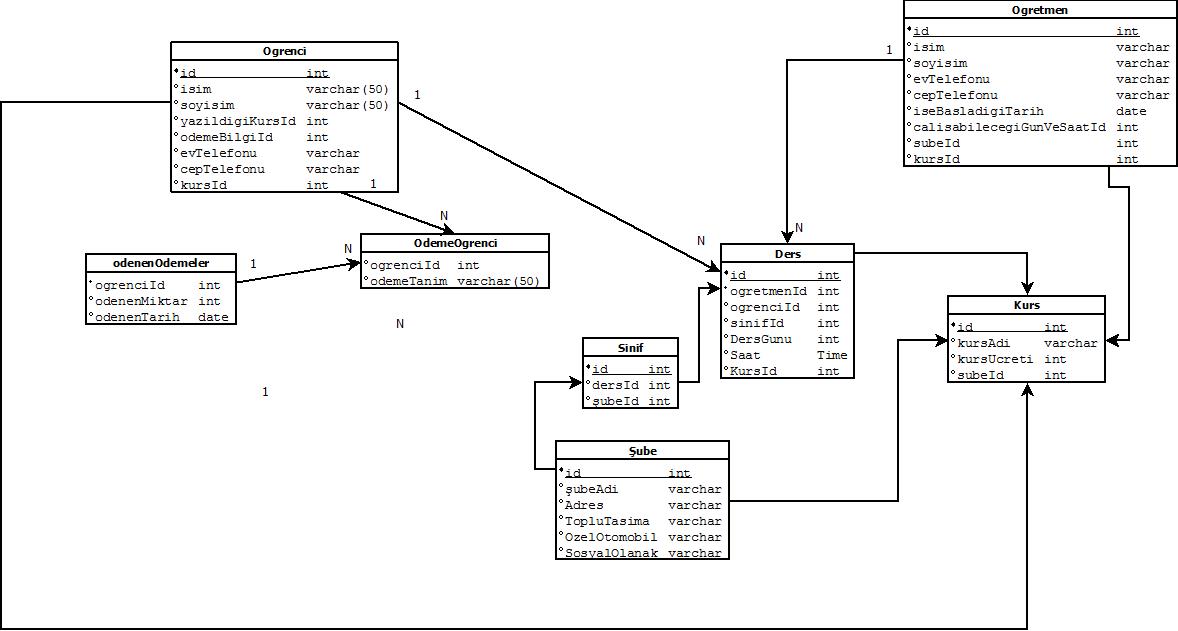 Ogrenci
id int
isim varchar(50)
soyisim varchar(50)
yazildigiKursId int
odemeBilgiId int
evTelefonu varchar
cepTelefonu varchar
kursId int
1
1
N
N
Ogretmen
id int
isim varchar
soyisim varchar
evTelefonu varchar
cepTelefonu varchar
iseBasladigiTarih date
calisabilecegiGunVeSaatId int
subeId int
kursId int
1
N
odenenOdemeler
ogrenciId int
odenenMiktar int
odenenTarih date
1
N
OdemeOgrenci
ogrenciId int
odemeTanim varchar(50)
N
1
Ders
id int
ogretmenId int
ogrenciId int
sinifId int
DersGunu int
Saat Time
KursId int
Kurs
id int
kursAdi varchar
kursUcreti int
subeId int
Sinif
id int
dersId int
şubeId int
Şube
id int
şubeAdi varchar
Adres varchar
TopluTasima varchar
OzelOtomobil varchar
SosyalOlanak varchar